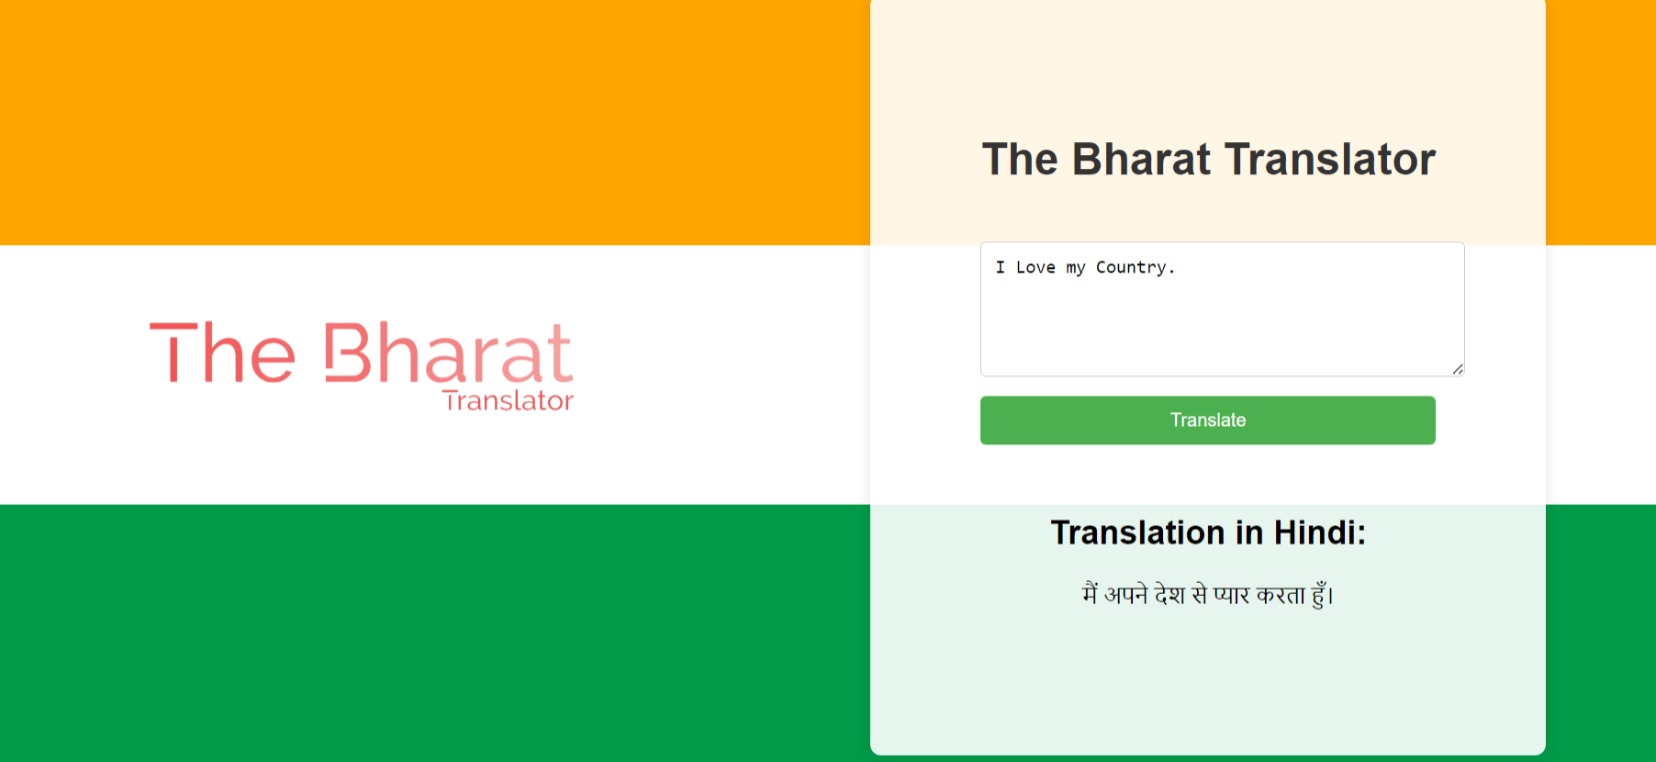 The Bharat
Translator
The Bharat Translator
I Love my Country.
Translate
Translation in Hindi:
मैं अपने देश से प्यार करता हुँ।